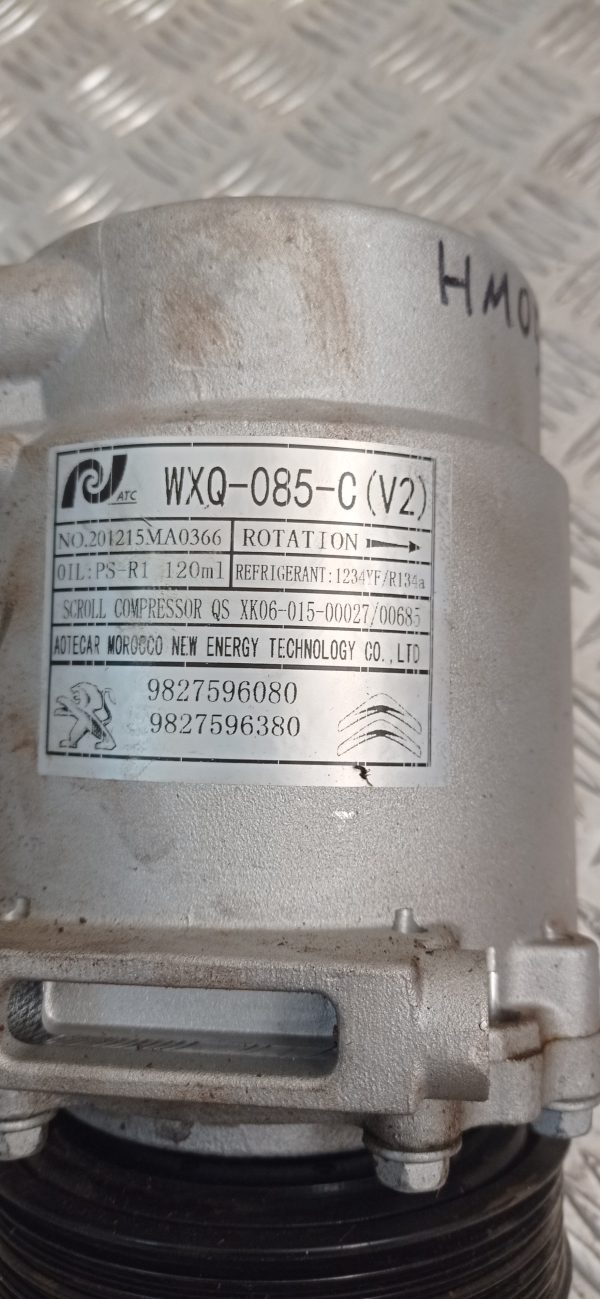 HMO
ATC WXQ-085-C(V2)
NO.201215MA0366 ROTATION
OIL:PS-R1 120ml REFRIGERANT:1234YF/R134a
SCROLL COMPRESSOR QS XK06-015-00027/00685
AOTECAR MOROCCO NEW ENERGY TECHNOLOGY CO.,LTD
9827596080
9827596380